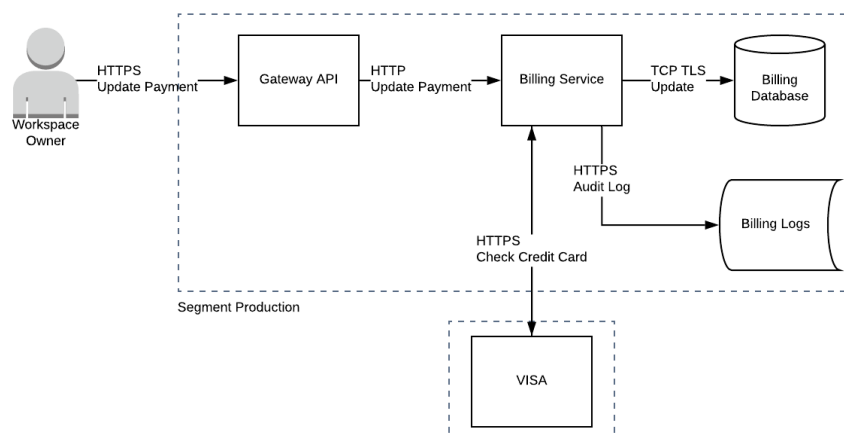 HTTPS
Update Payment
Workspace
Owner
Gateway API
HTTP
Update Payment
Billing Service
TCP TLS
Update
Billing
Database
HTTPS
Audit Log
Billing Logs
HTTPS
Check Credit Card
Segment Production
VISA